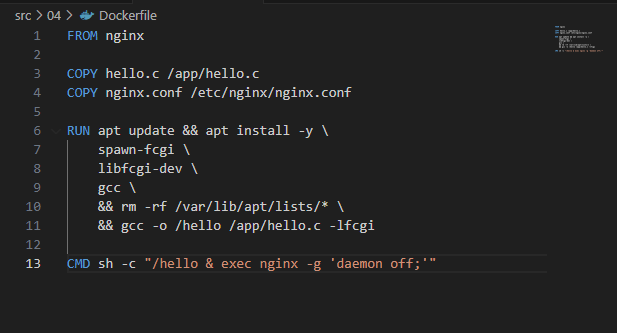 src > 04 > Dockerfile
1 FROM nginx
2
3 COPY hello.c /app/hello.c
4 COPY nginx.conf /etc/nginx/nginx.conf
5
6 RUN apt update && apt install -y \
7     spawn-fcgi \
8     libfcgi-dev \
9     gcc \
10     && rm -rf /var/lib/apt/lists/* \
11     && gcc -o /hello /app/hello.c -lfcgi
12
13 CMD sh -c "/hello & exec nginx -g 'daemon off;'"